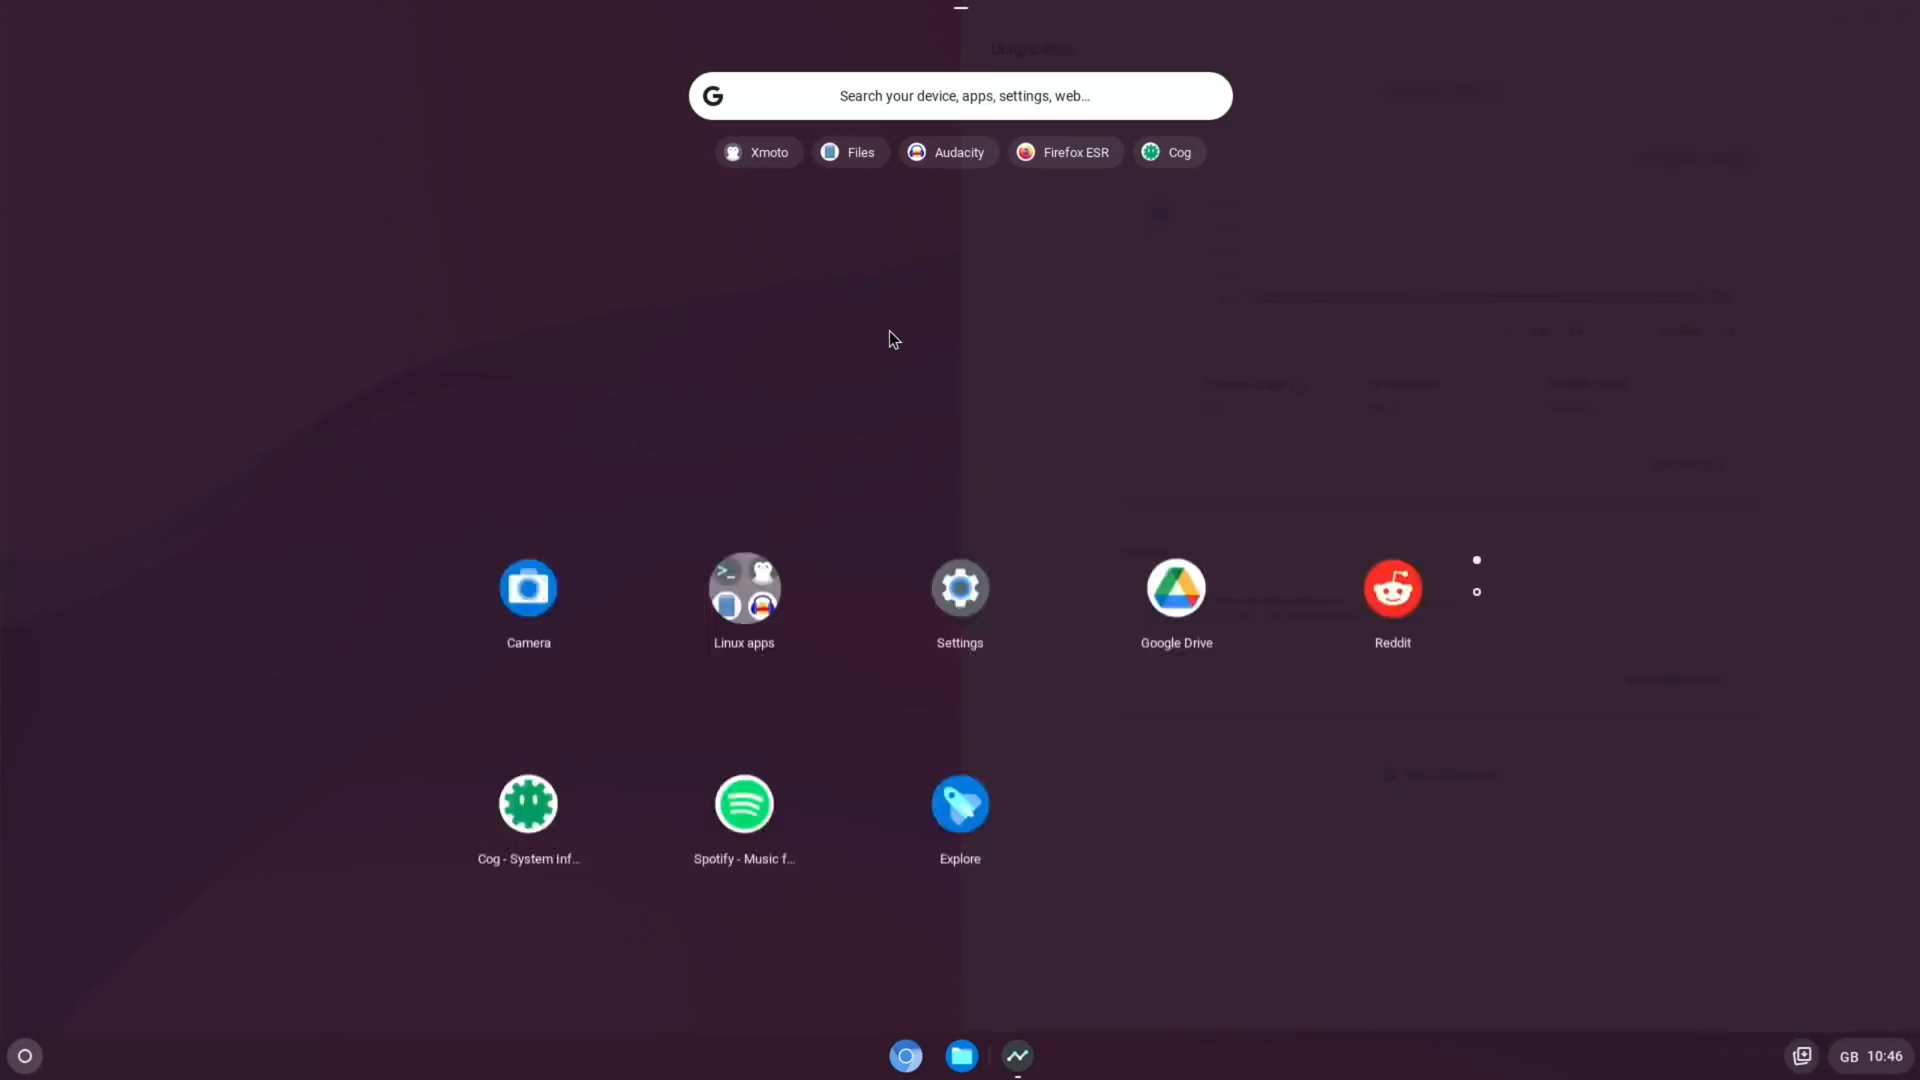 Diagnostics
Search your device, apps, settings, web...
Xmoto
Files
Audacity
Firefox ESR
Cog
Camera
Linux apps
Settings
Google Drive
Reddit
Cog - System Inf...
Spotify - Music f...
Explore
GB 10:46